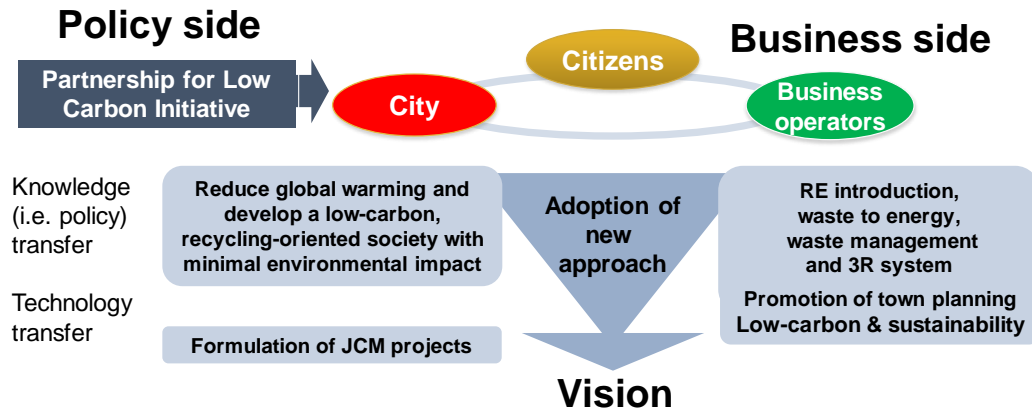 Policy side
Business side
Partnership for Low
Carbon Initiative
City
Citizens
Business
operators
Knowledge
(i.e. policy)
transfer
Reduce global warming and
develop a low-carbon,
recycling-oriented society with
minimal environmental impact
Adoption of
new
approach
RE introduction,
waste to energy,
waste management
and 3R system
Promotion of town planning
Low-carbon & sustainability
Technology
transfer
Formulation of JCM projects
Vision